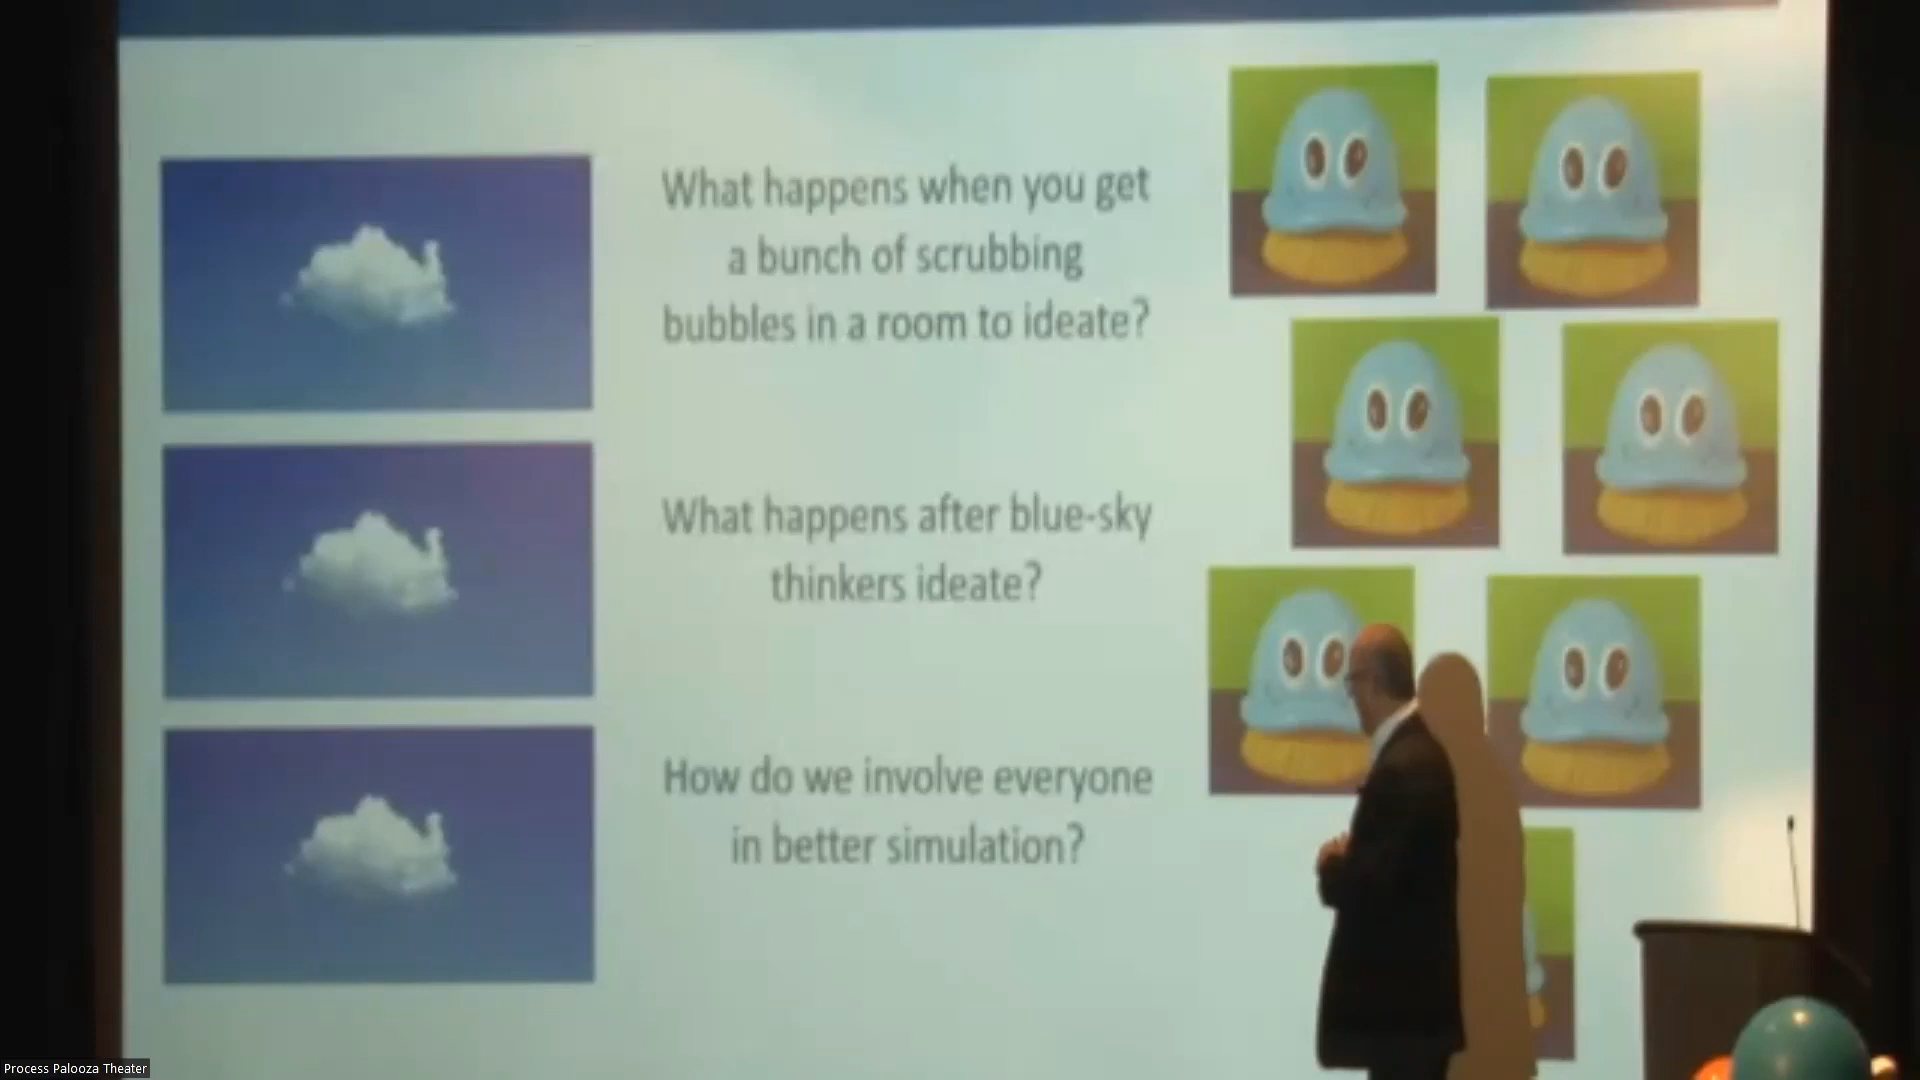 What happens when you get
a bunch of scrubbing
bubbles in a room to ideate?
What happens after blue-sky
thinkers ideate?
How do we involve everyone
in better simulation?
Process Palooza Theater